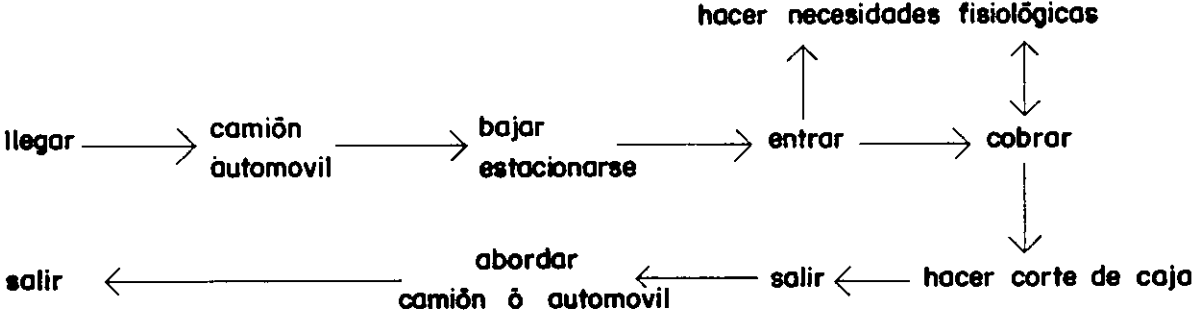 hacer necesidades fisiológicas
llegar
camión
automovil
bajar
estacionarse
entrar
cobrar
salir
abordar
camión ó automovil
salir
hacer corte de caja